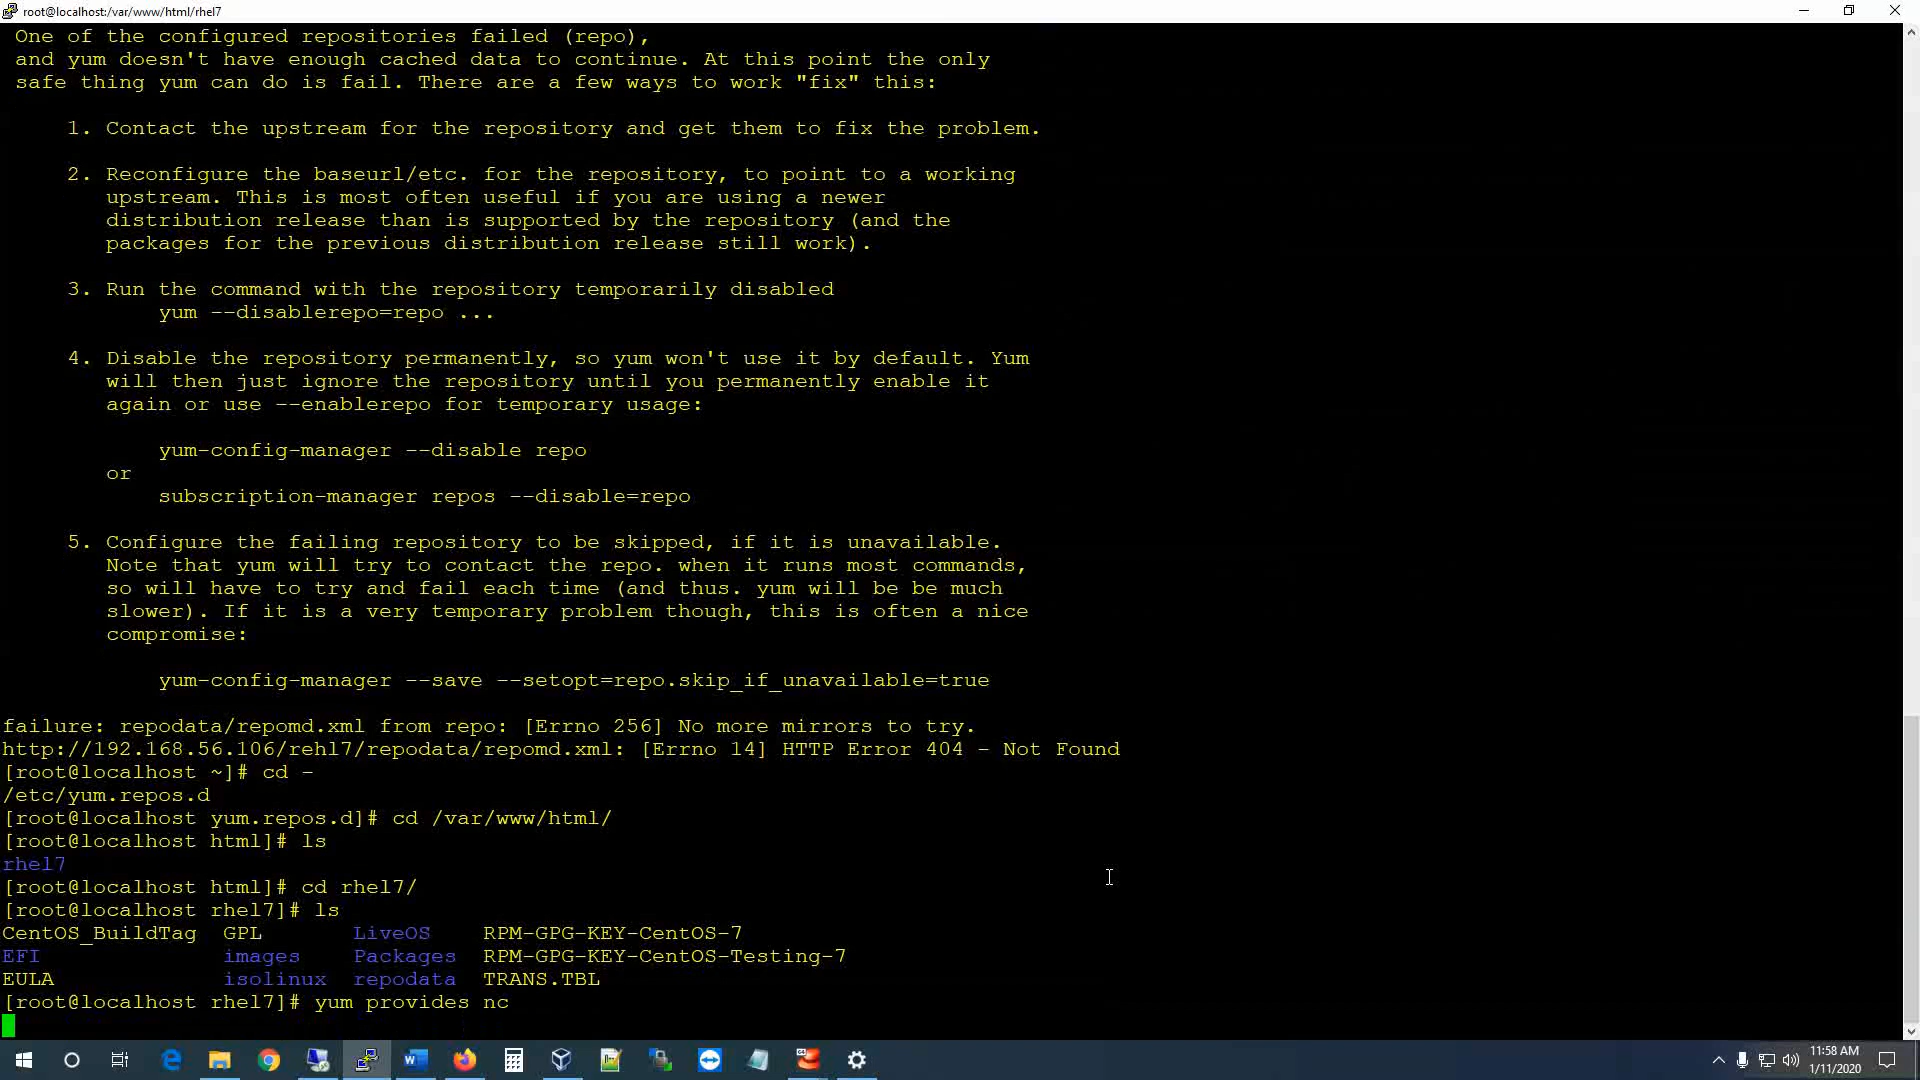 root@localhost:/var/www/html/rhel7
One of the configured repositories failed (repo),
and yum doesn't have enough cached data to continue. At this point the only
safe thing yum can do is fail. There are a few ways to work "fix" this:
1. Contact the upstream for the repository and get them to fix the problem.
2. Reconfigure the baseurl/etc. for the repository, to point to a working
upstream. This is most often useful if you are using a newer
distribution release than is supported by the repository (and the
packages for the previous distribution release still work).
3. Run the command with the repository temporarily disabled
yum --disablerepo=repo ...
4. Disable the repository permanently, so yum won't use it by default. Yum
will then just ignore the repository until you permanently enable it
again or use --enablerepo for temporary usage:
yum-config-manager --disable repo
or
subscription-manager repos --disable=repo
5. Configure the failing repository to be skipped, if it is unavailable.
Note that yum will try to contact the repo. when it runs most commands,
so will have to try and fail each time (and thus. yum will be be much
slower). If it is a very temporary problem though, this is often a nice
compromise:
yum-config-manager --save --setopt=repo.skip_if_unavailable=true
failure: repodata/repomd.xml from repo: [Errno 256] No more mirrors to try.
http://192.168.56.106/rehl7/repodata/repomd.xml: [Errno 14] HTTP Error 404 - Not Found
[root@localhost ~]# cd -
/etc/yum.repos.d
[root@localhost yum.repos.d]# cd /var/www/html/
[root@localhost html]# ls
rhel7
[root@localhost html]# cd rhel7/
[root@localhost rhel7]# ls
CentOS_BuildTag GPL LiveOS RPM-GPG-KEY-CentOS-7
EFI images Packages RPM-GPG-KEY-CentOS-Testing-7
EULA isolinux repodata TRANS.TBL
[root@localhost rhel7]# yum provides nc
11:58 AM
1/11/2020